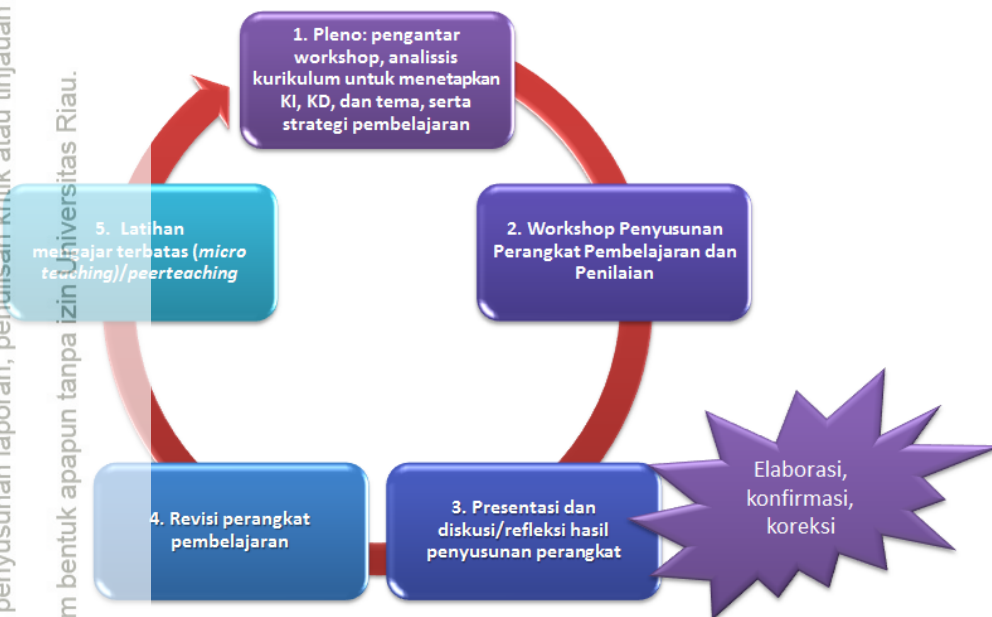 1. Pleno: pengantar
workshop, analissis
kurikulum untuk menetapkan
KI, KD, dan tema, serta
strategi pembelajaran
2. Workshop Penyusunan
Perangkat Pembelajaran dan
Penilaian
3. Presentasi dan
diskusi/refleksi hasil
penyusunan perangkat
Elaborasi,
konfirmasi,
koreksi
4. Revisi perangkat
pembelajaran
5. Latihan
mengajar terbatas (micro
teaching)/peerteaching
penyusunan laporan, penulisan kritik atau tinjauan
bentuk apapun tanpa izin Universitas Riau.